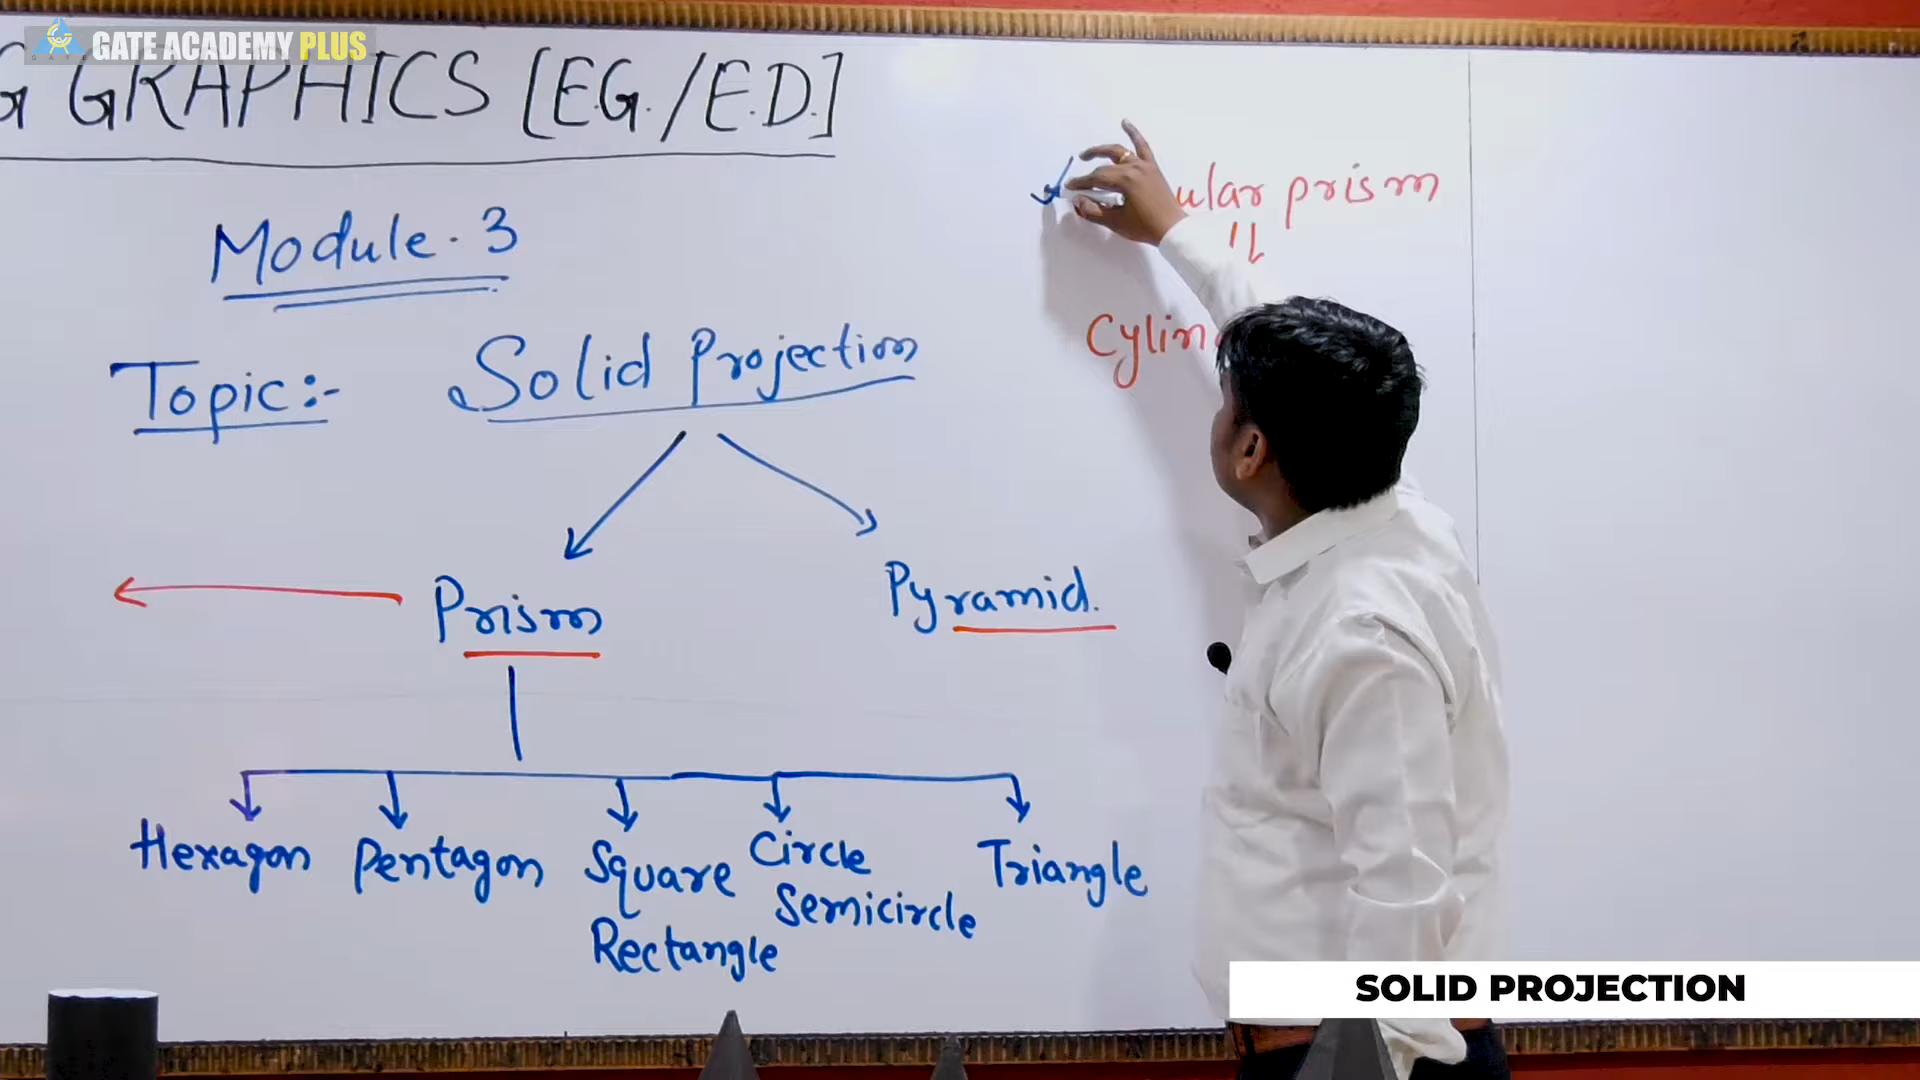 GATE ACADEMY PLUS
G GRAPHICS [E.G./E.D.]
Module.3
Topic:- Solid Projection
Prism
Pyramid.
Hexagon Pentagon Square Circle Triangle
Semicircle
Rectangle
ular prism
Cylin
SOLID PROJECTION